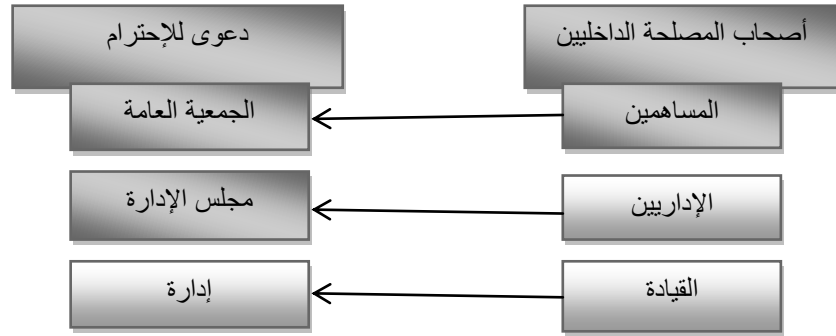 أصحاب المصلحة الداخليين
دعوى للإحترام
المساهمين
الجمعية العامة
الإداريين
مجلس الإدارة
القيادة
إدارة